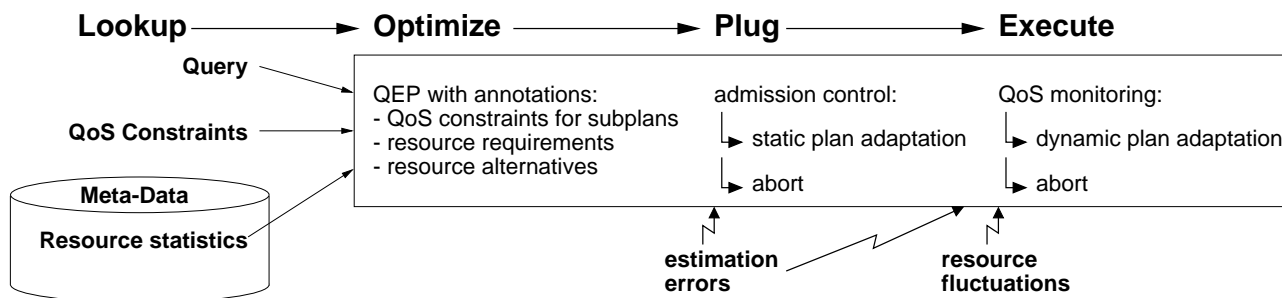 Lookup Optimize Plug Execute
Query
QoS Constraints
Meta-Data
Resource statistics
QEP with annotations:
- QoS constraints for subplans
- resource requirements
- resource alternatives
admission control:
static plan adaptation
abort
QoS monitoring:
dynamic plan adaptation
abort
estimation
errors
resource
fluctuations